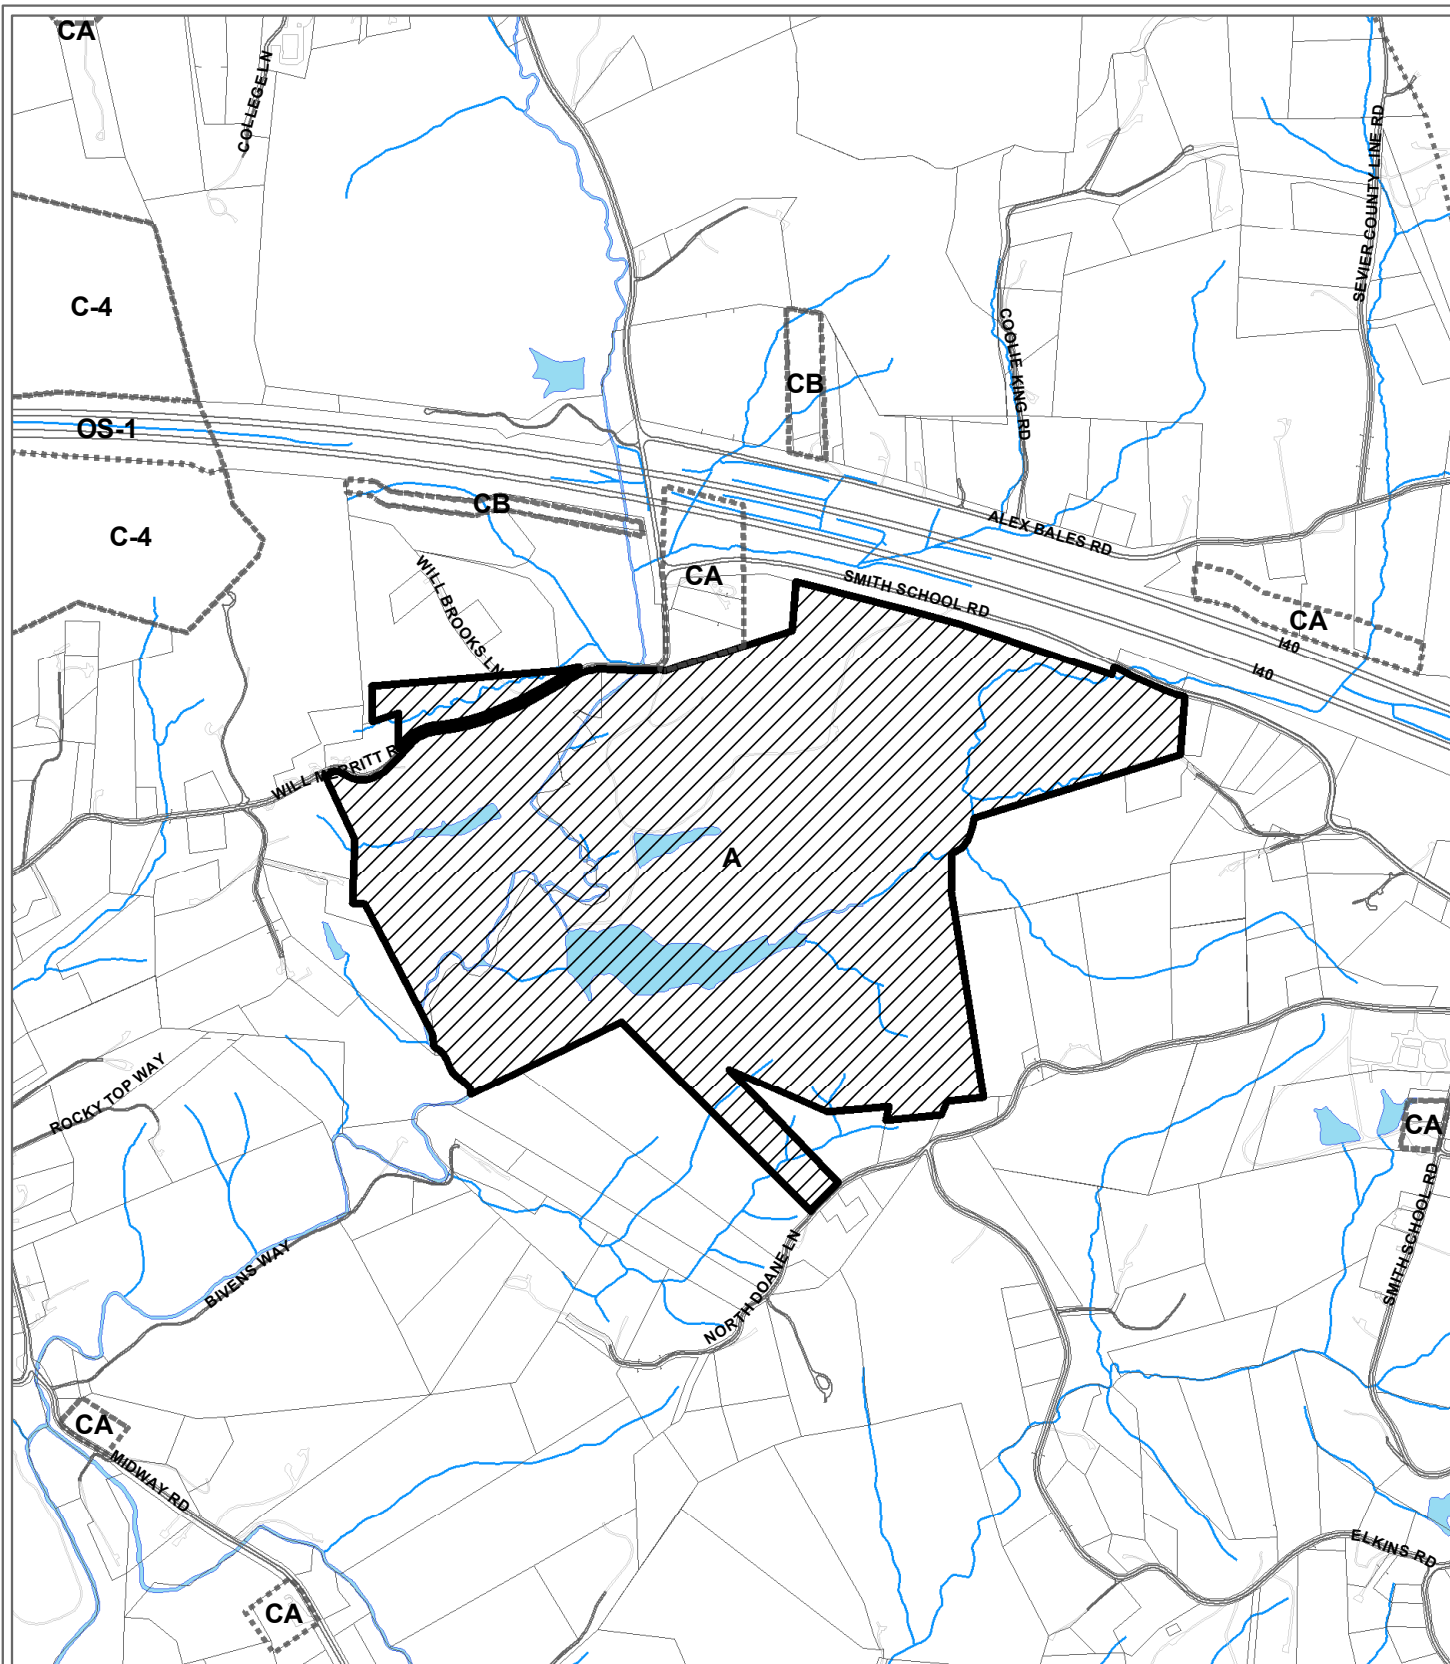 CA
COLLEGE LN
SEVIER COUNTY LINE RD
C-4
COOLIE KING RD
CB
OS-1
CB
C-4
ALEX BALES RD
WILL BROOKS LN
CA
SMITH SCHOOL RD
CA
I40
I40
WILL MERRITT R
A
ROCKY TOP WAY
CA
SMITH SCHOOL RD
BIVENS WAY
NORTH DOANE LN
CA
MIDWAY RD
ELKINS RD
CA